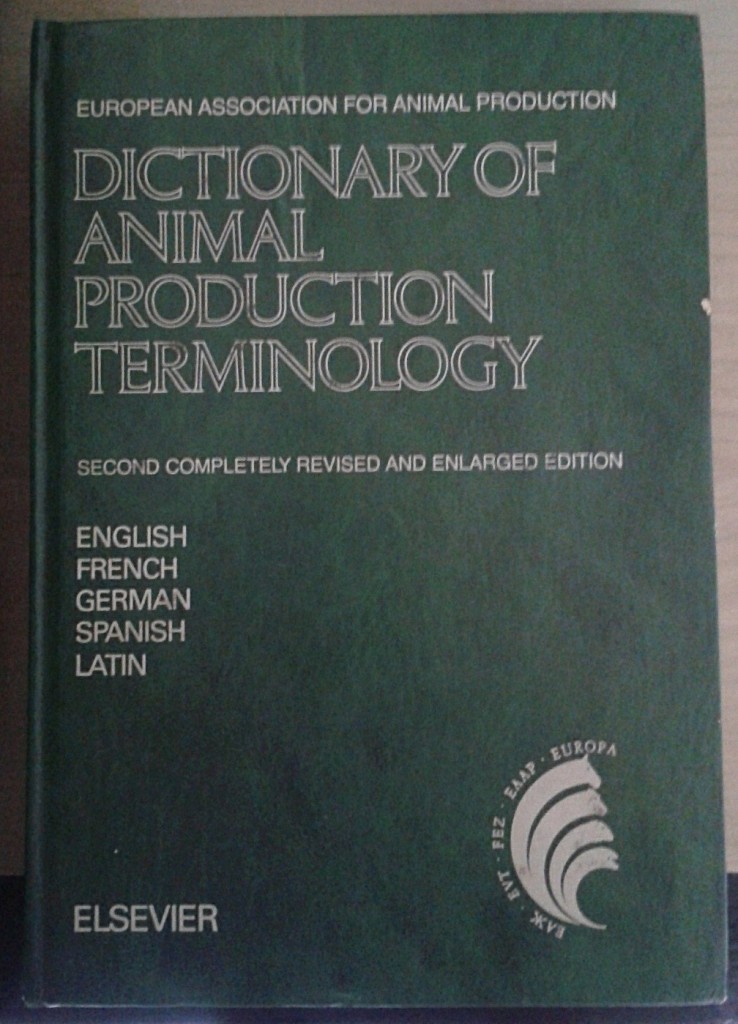 EUROPEAN ASSOCIATION FOR ANIMAL PRODUCTION
DICTIONARY OF
ANIMAL
PRODUCTION
TERMINOLOGY
SECOND COMPLETELY REVISED AND ENLARGED EDITION
ENGLISH
FRENCH
GERMAN
SPANISH
LATIN
ЕАЖ · EVT · FEZ · EAAP · EUROPA
ELSEVIER